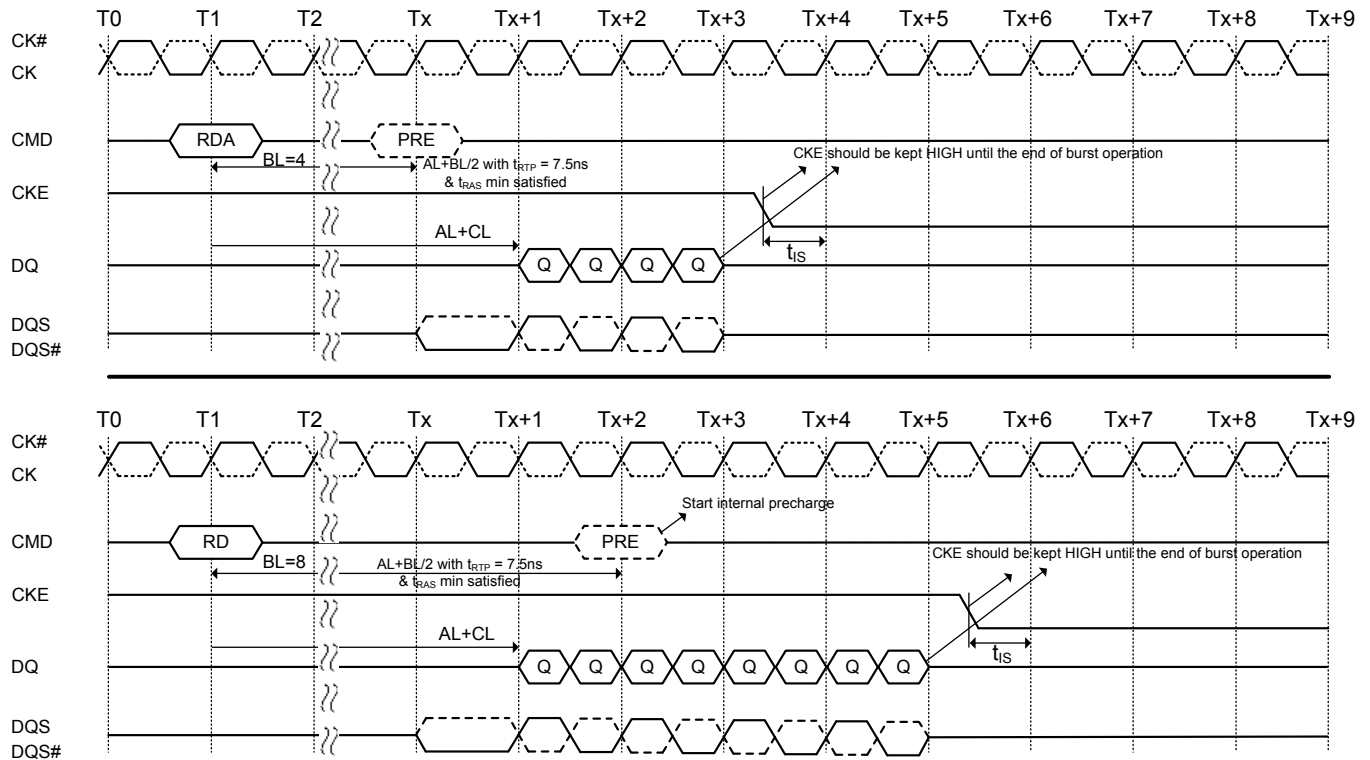 T0 T1 T2 Tx Tx+1 Tx+2 Tx+3 Tx+4 Tx+5 Tx+6 Tx+7 Tx+8 Tx+9
CK#
CK
CMD RDA PRE
BL=4 AL+BL/2 with tRTP = 7.5ns
& tRAS min satisfied
CKE should be kept HIGH until the end of burst operation
CKE
AL+CL
tIS
DQ Q Q Q Q
DQS
DQS#
T0 T1 T2 Tx Tx+1 Tx+2 Tx+3 Tx+4 Tx+5 Tx+6 Tx+7 Tx+8 Tx+9
CK#
CK
Start internal precharge
CMD RD PRE
CKE should be kept HIGH until the end of burst operation
BL=8 AL+BL/2 with tRTP = 7.5ns
& tRAS min satisfied
CKE
AL+CL
tIS
DQ Q Q Q Q Q Q Q Q
DQS
DQS#